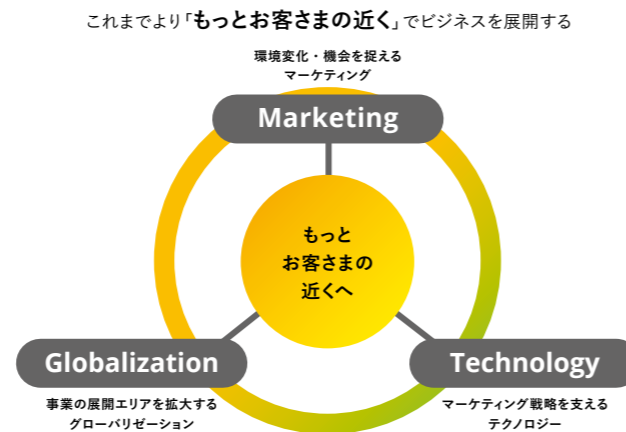 これまでより「もっとお客さまの近く」でビジネスを展開する
環境変化・機会を捉える
マーケティング
Marketing
もっと
お客さまの
近くへ
Globalization
事業の展開エリアを拡大する
グローバリゼーション
Technology
マーケティング戦略を支える
テクノロジー